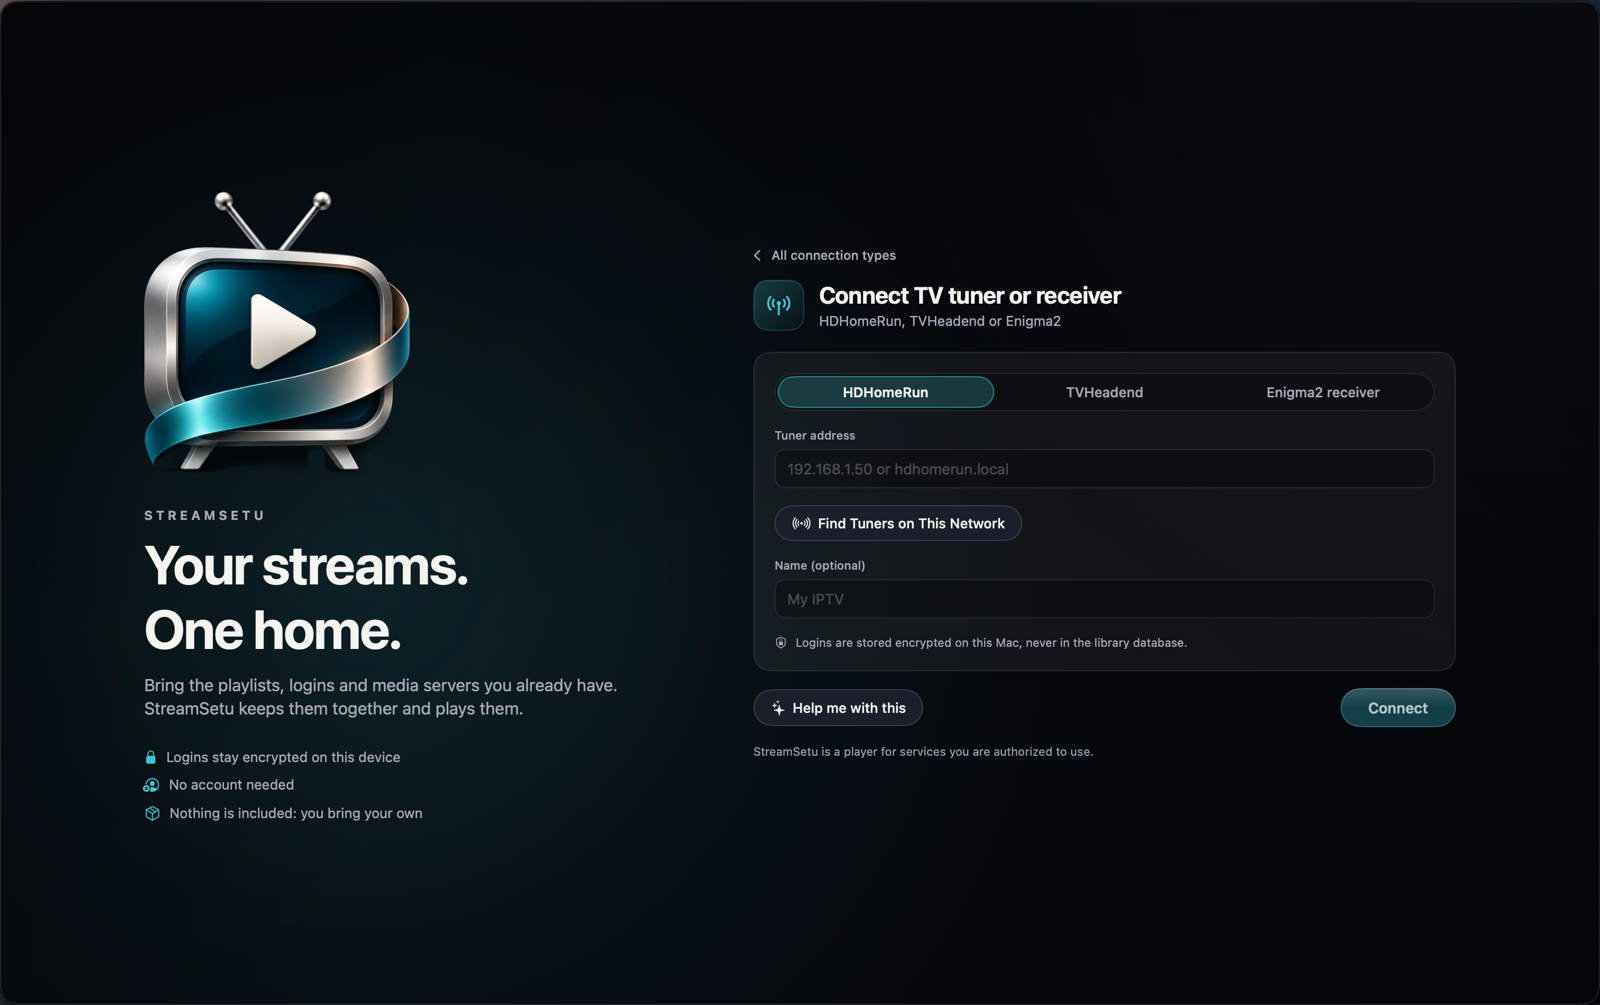 STREAMSETU
Your streams.
One home.
Bring the playlists, logins and media servers you already have.
StreamSetu keeps them together and plays them.
Logins stay encrypted on this device
No account needed
Nothing is included: you bring your own
All connection types
Connect TV tuner or receiver
HDHomeRun, TVHeadend or Enigma2
HDHomeRun TVHeadend Enigma2 receiver
Tuner address
192.168.1.50 or hdhomerun.local
Find Tuners on This Network
Name (optional)
My IPTV
Logins are stored encrypted on this Mac, never in the library database.
Help me with this Connect
StreamSetu is a player for services you are authorized to use.